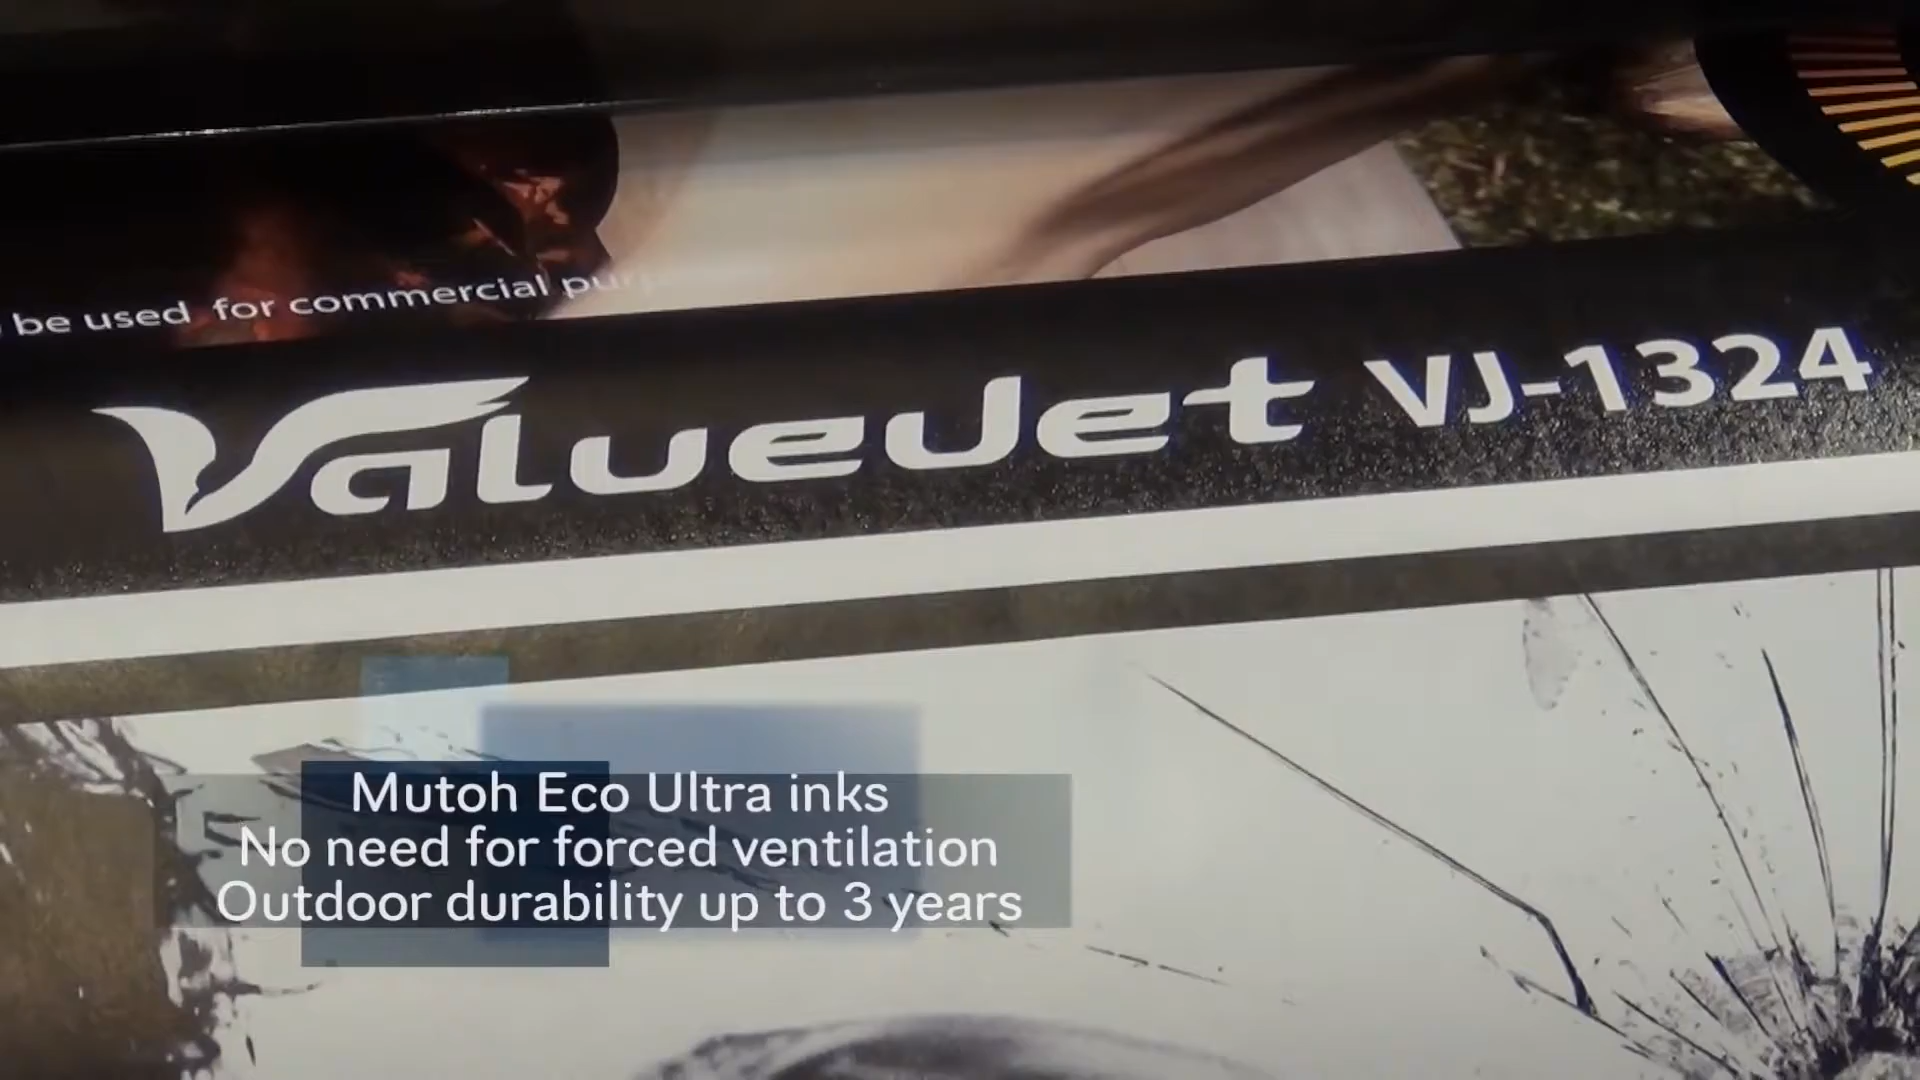 be used for commercial
ValueJet VJ-1324
Mutoh Eco Ultra inks
No need for forced ventilation
Outdoor durability up to 3 years